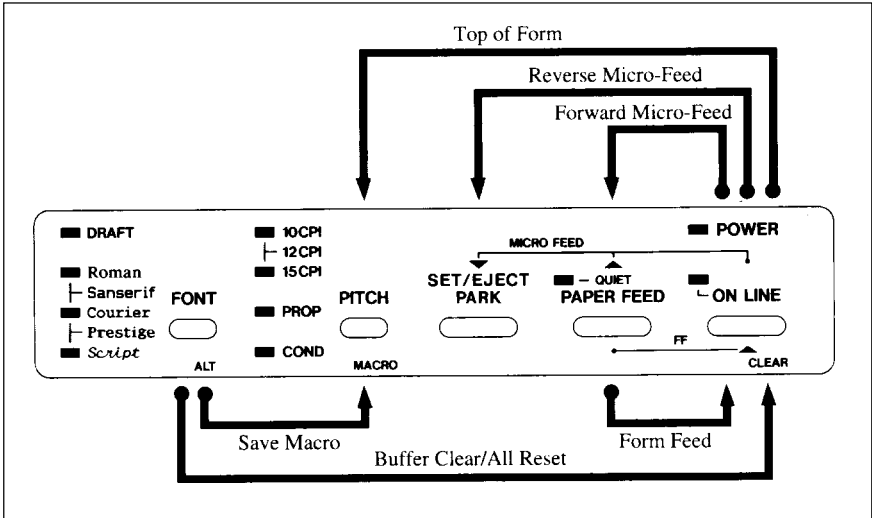 Top of Form
Reverse Micro-Feed
Forward Micro-Feed
DRAFT
Roman
Sanserif
Courier
Prestige
Script
FONT
ALT
10CPI
12CPI
15CPI
PROP
COND
PITCH
MACRO
MICRO FEED
SET/EJECT
PARK
QUIET
PAPER FEED
POWER
ON LINE
FF
CLEAR
Save Macro
Form Feed
Buffer Clear/All Reset